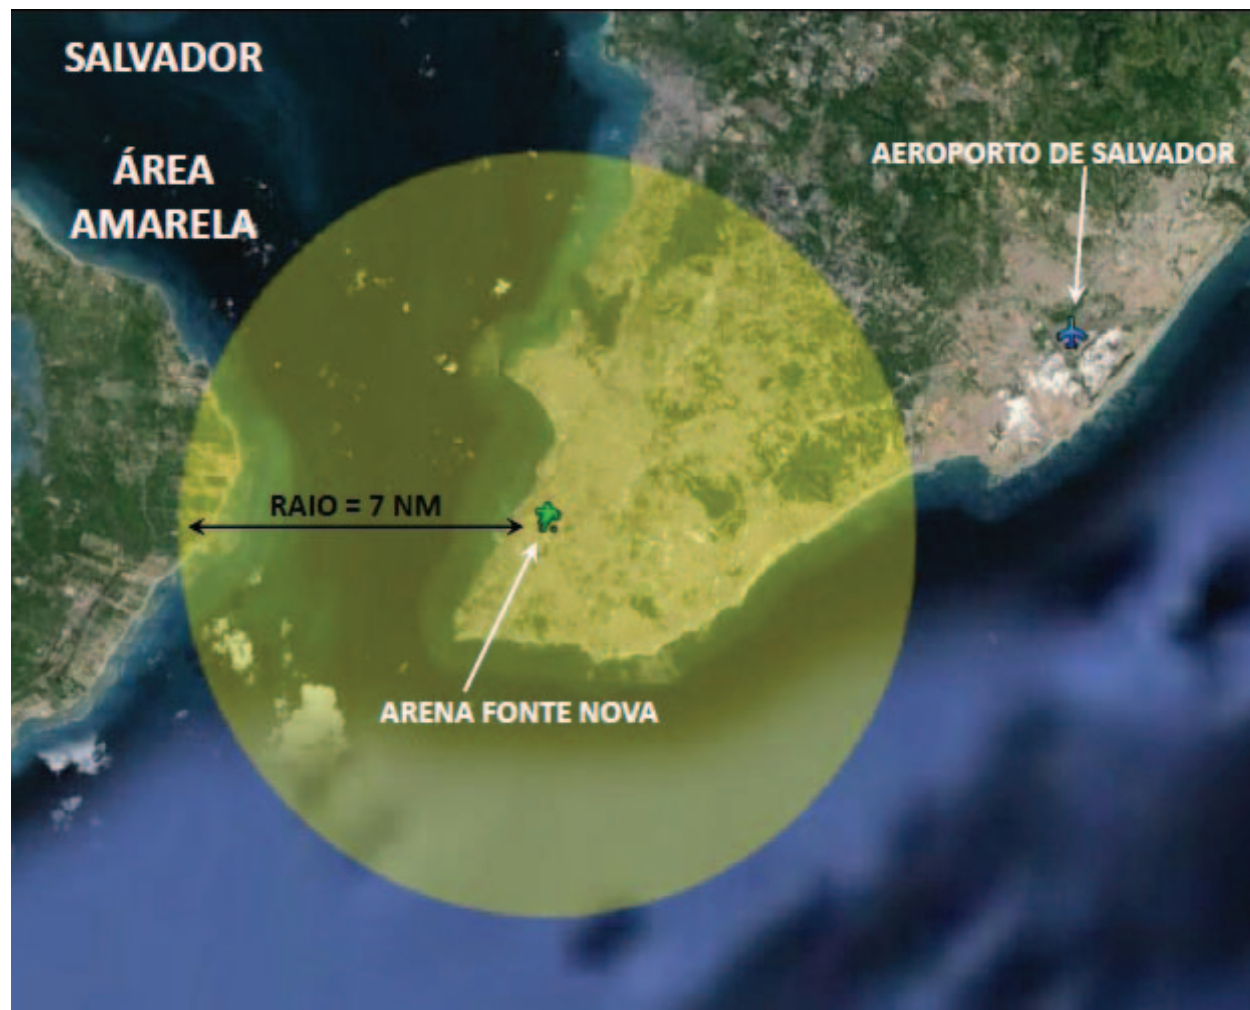 SALVADOR
ÁREA
AMARELA
AEROPORTO DE SALVADOR
RAIO = 7 NM
ARENA FONTE NOVA